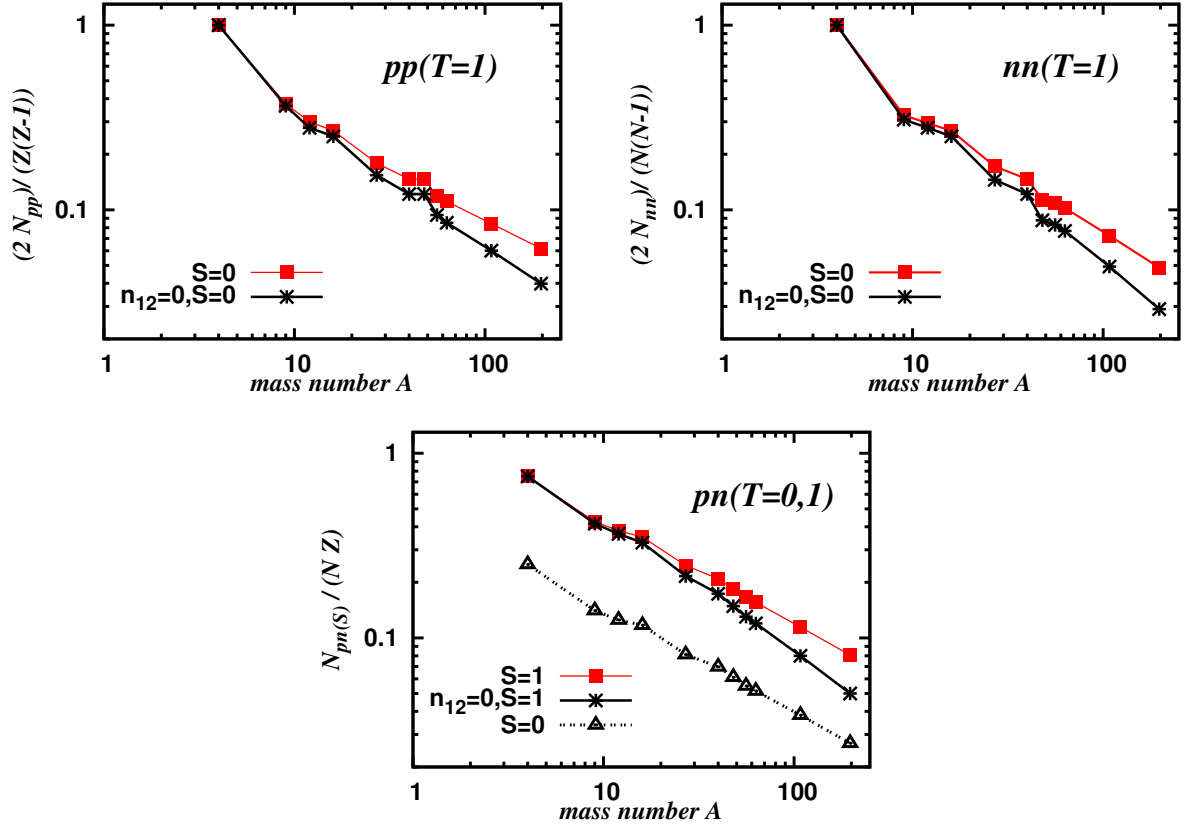 pp(T=1)
(2 N_pp)/ (Z(Z-1))
1
0.1
S=0
n_12=0,S=0
1 10 100
mass number A
nn(T=1)
(2 N_nn)/ (N(N-1))
1
0.1
S=0
n_12=0,S=0
1 10 100
mass number A
pn(T=0,1)
N_pn(S) / (N Z)
1
0.1
S=1
n_12=0,S=1
S=0
1 10 100
mass number A